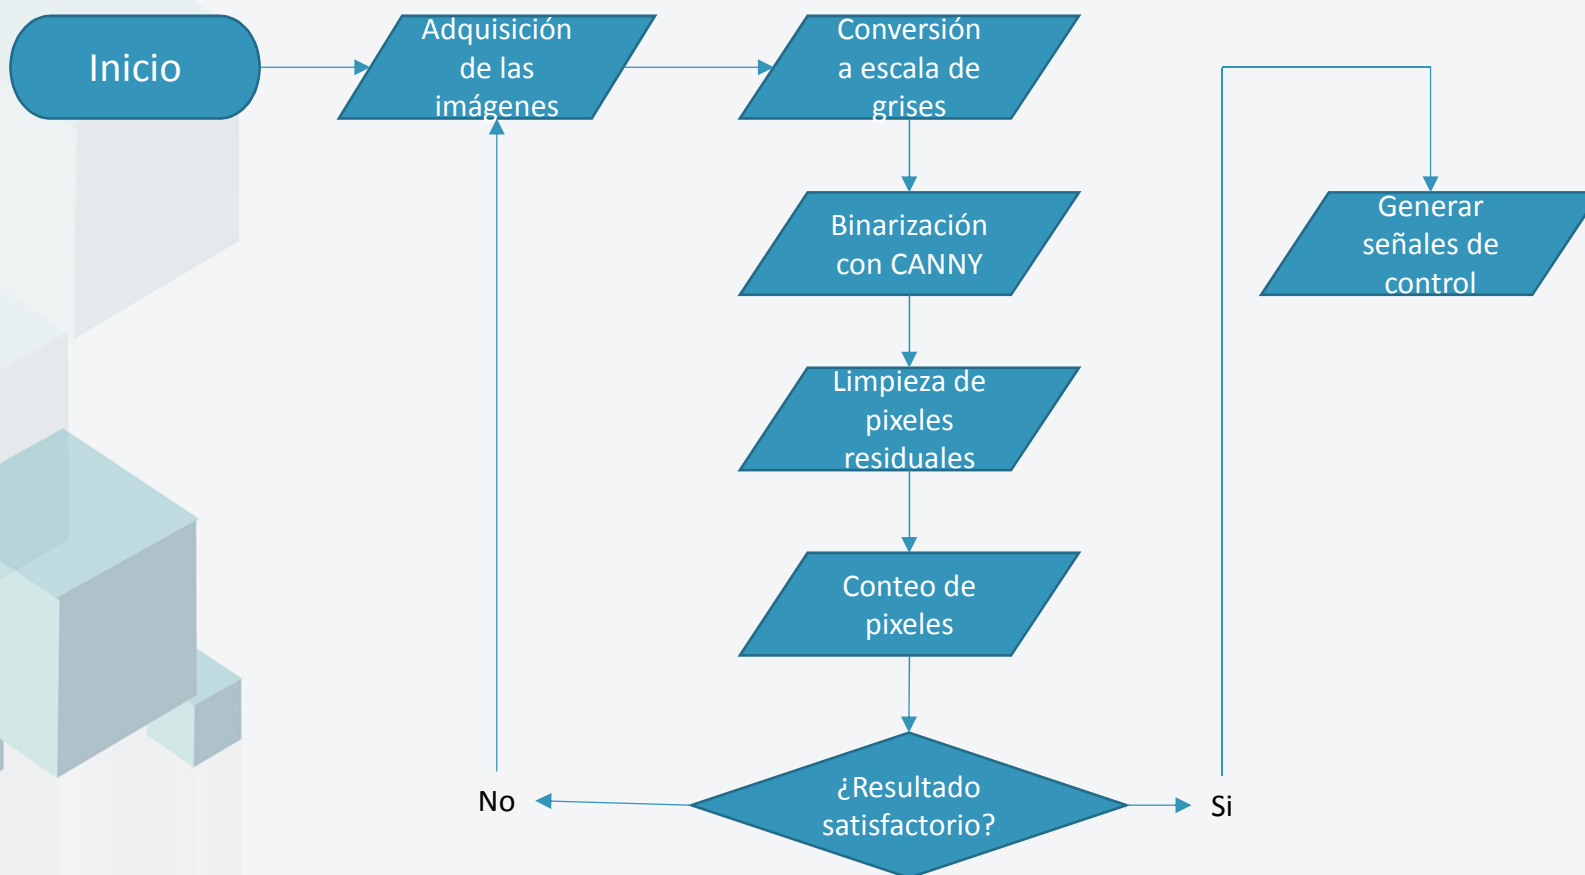 Inicio
Adquisición
de las
imágenes
Conversión
a escala de
grises
Binarización
con CANNY
Limpieza de
pixeles
residuales
Conteo de
pixeles
¿Resultado
satisfactorio?
No
Si
Generar
señales de
control